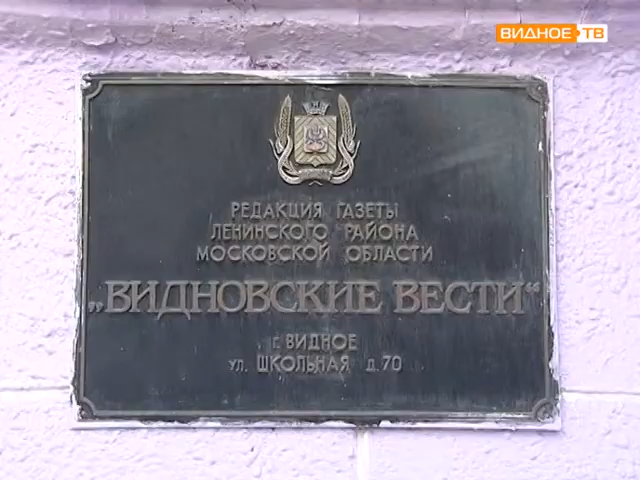 ВИДНОЕ ТВ
РЕДАКЦИЯ ГАЗЕТЫ
ЛЕНИНСКОГО РАЙОНА
МОСКОВСКОЙ ОБЛАСТИ
„ВИДНОВСКИЕ ВЕСТИ“
г. ВИДНОЕ
ул. ШКОЛЬНАЯ д.70